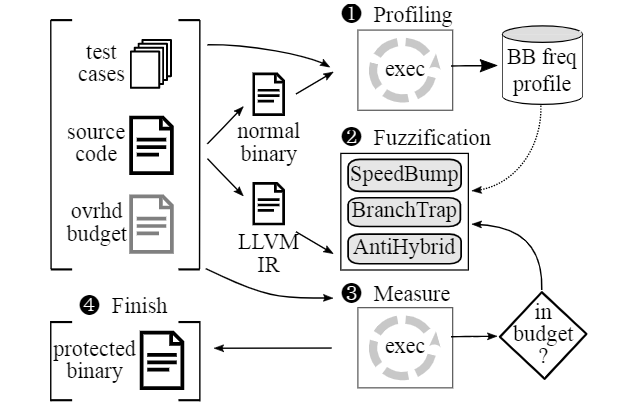 ❶ Profiling
test
cases
exec
BB freq
profile
source
code
normal
binary
❷ Fuzzification
SpeedBump
BranchTrap
AntiHybrid
ovrhd
budget
LLVM
IR
❸ Measure
exec
in
budget
?
❹ Finish
protected
binary